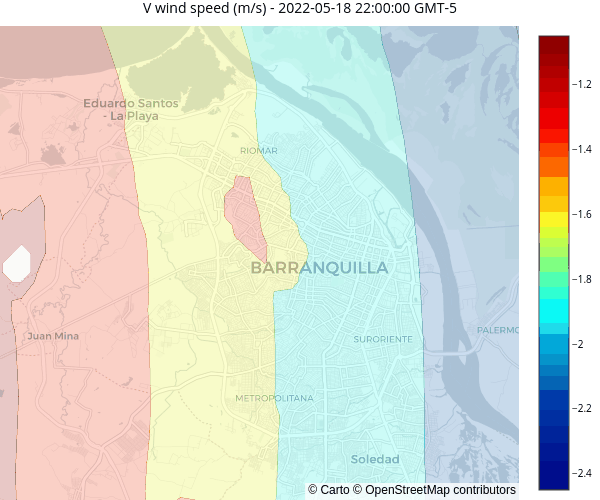 V wind speed (m/s) - 2022-05-18 22:00:00 GMT-5
Eduardo Santos
- La Playa
RIOMAR
BARRANQUILLA
Juan Mina
SURORIENTE
PALERMO
METROPOLITANA
Soledad
−1.2
−1.4
−1.6
−1.8
−2
−2.2
−2.4
© Carto © OpenStreetMap contributors